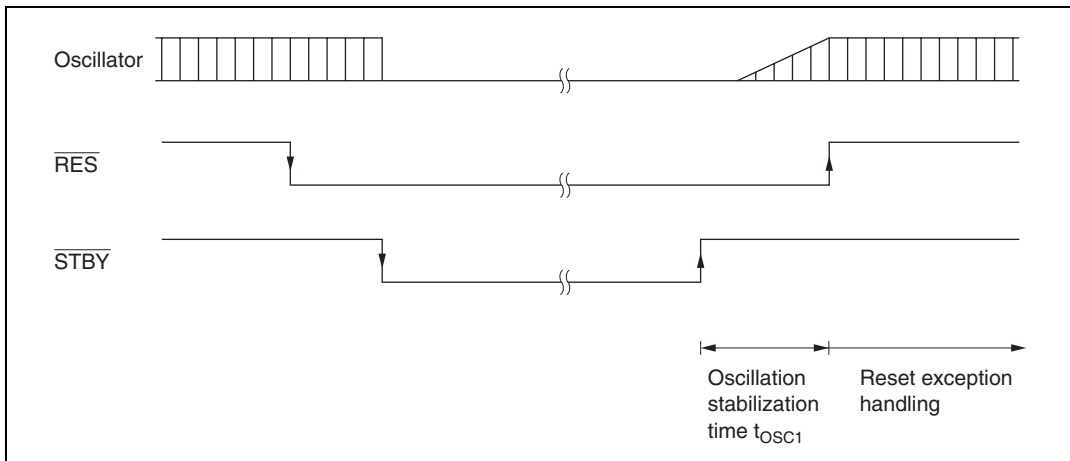 Oscillator
RES
STBY
Oscillation
stabilization
time tOSC1
Reset exception
handling